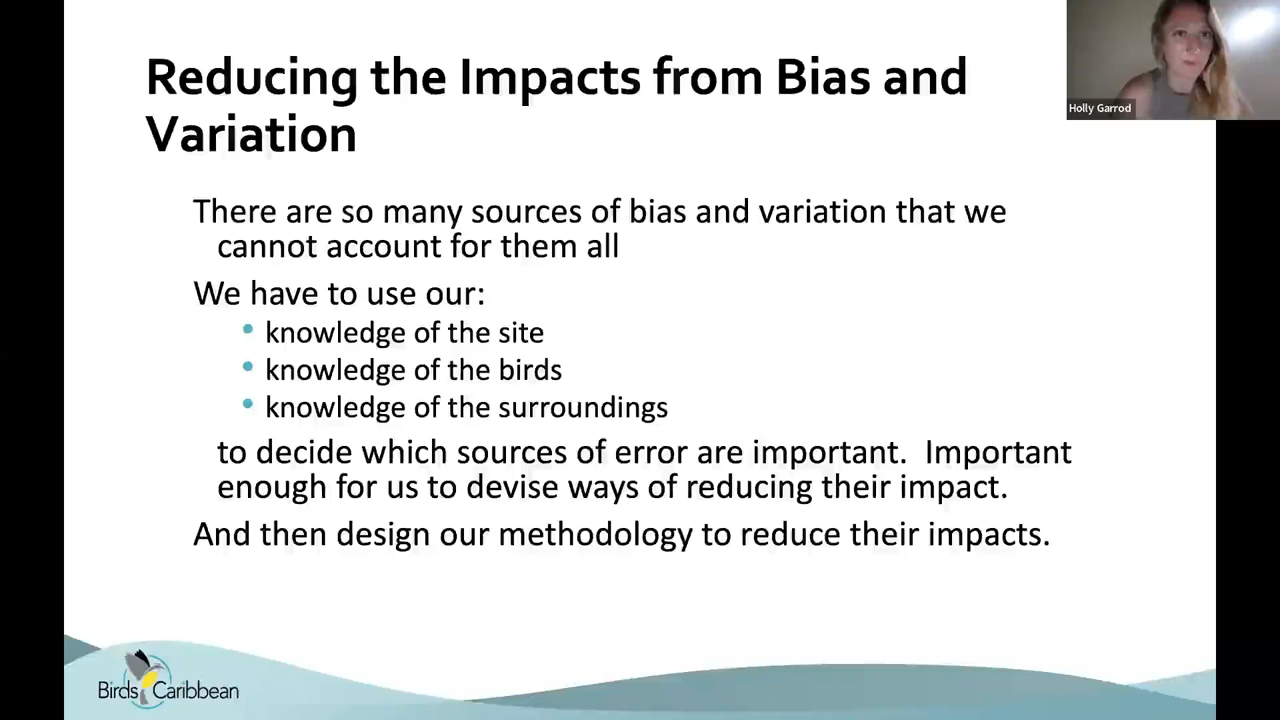 Reducing the Impacts from Bias and
Variation
Holly Garrod
There are so many sources of bias and variation that we
cannot account for them all
We have to use our:
• knowledge of the site
• knowledge of the birds
• knowledge of the surroundings
to decide which sources of error are important.  Important
enough for us to devise ways of reducing their impact.
And then design our methodology to reduce their impacts.
Birds Caribbean